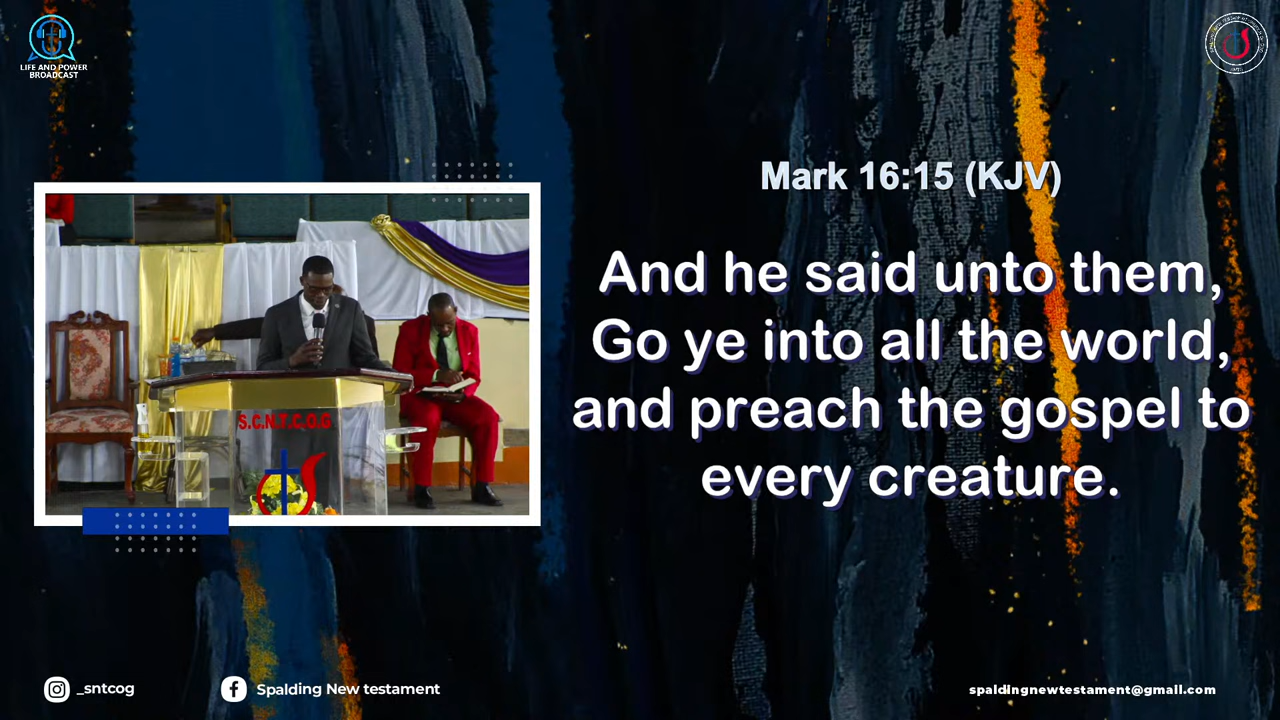 LIFE AND POWER
BROADCAST
Mark 16:15 (KJV)
And he said unto them,
Go ye into all the world,
and preach the gospel to
every creature.
S.C.N.T.C.O.G
_sntcog
Spalding New testament
spaldingnewtestament@gmail.com